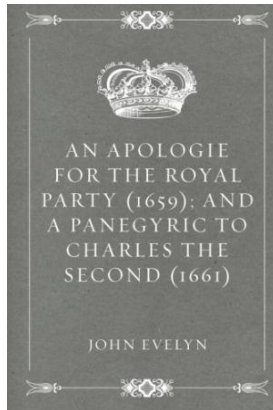 AN APOLOGIE
FOR THE ROYAL
PARTY (1659); AND
A PANEGYRIC TO
CHARLES THE
SECOND (1661)
JOHN EVELYN